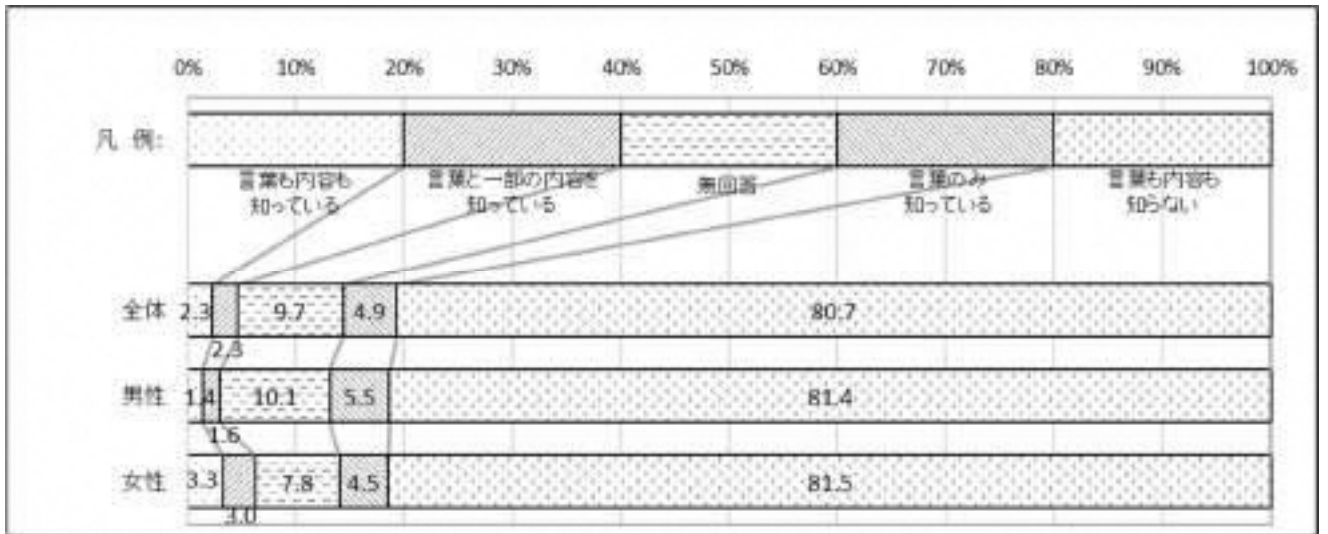 0% 10% 20% 30% 40% 50% 60% 70% 80% 90% 100%
凡 例:
言葉も内容も
知っている
言葉と一部の内容を
知っている
無回答
言葉のみ
知っている
言葉も内容も
知らない
全体 2.3 9.7 4.9 80.7
2.3
男性 1.4 10.1 5.5 81.4
1.6
女性 3.3 7.8 4.5 81.5
3.0